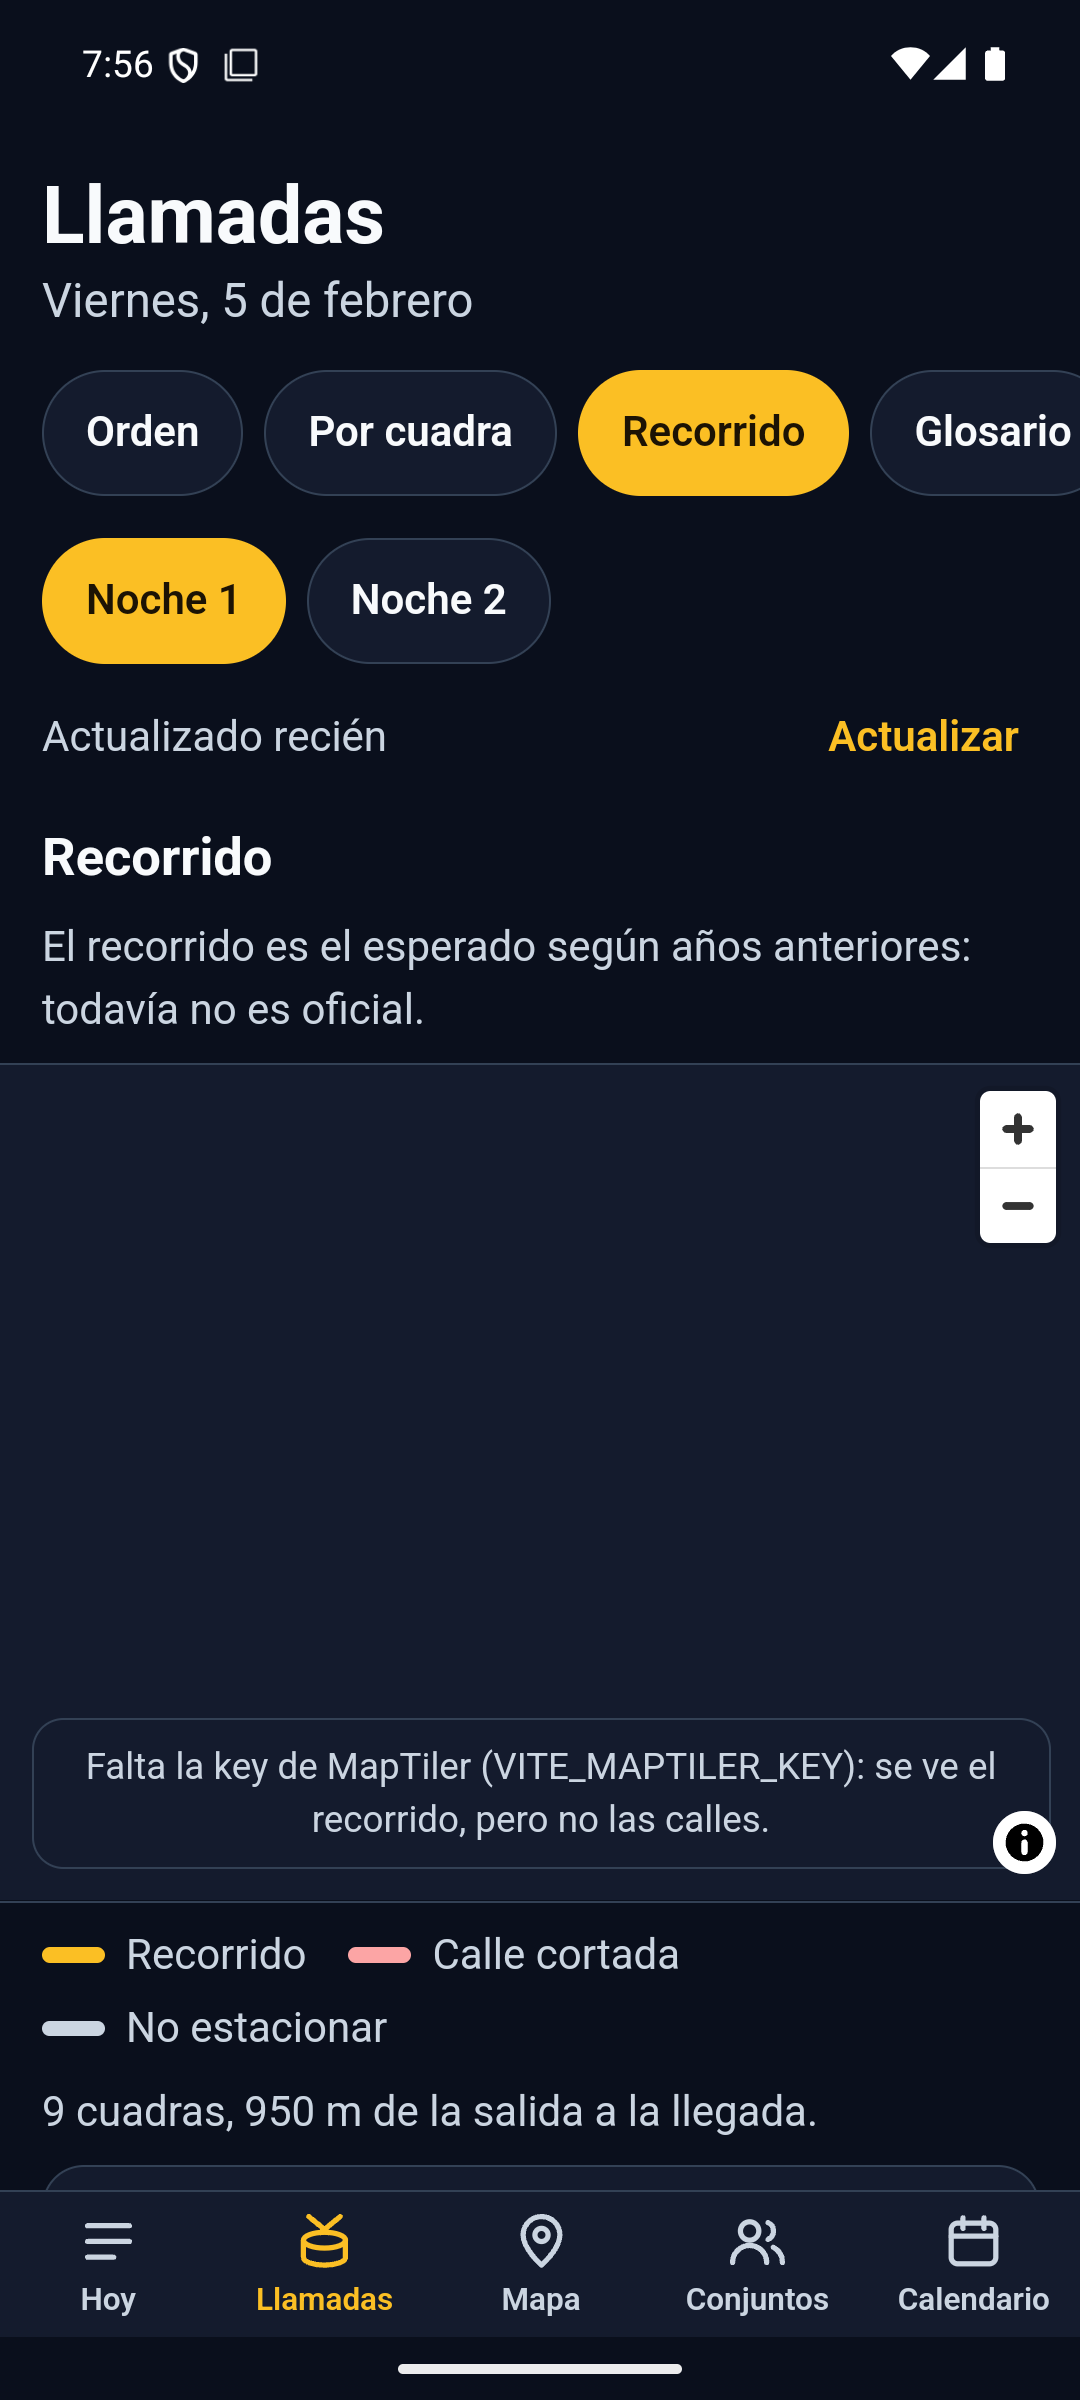 7:56
Llamadas
Viernes, 5 de febrero
Orden
Por cuadra
Recorrido
Glosario
Noche 1
Noche 2
Actualizado recién
Actualizar
Recorrido
El recorrido es el esperado según años anteriores:
todavía no es oficial.
Falta la key de MapTiler (VITE_MAPTILER_KEY): se ve el
recorrido, pero no las calles.
Recorrido
Calle cortada
No estacionar
9 cuadras, 950 m de la salida a la llegada.
Hoy
Llamadas
Mapa
Conjuntos
Calendario